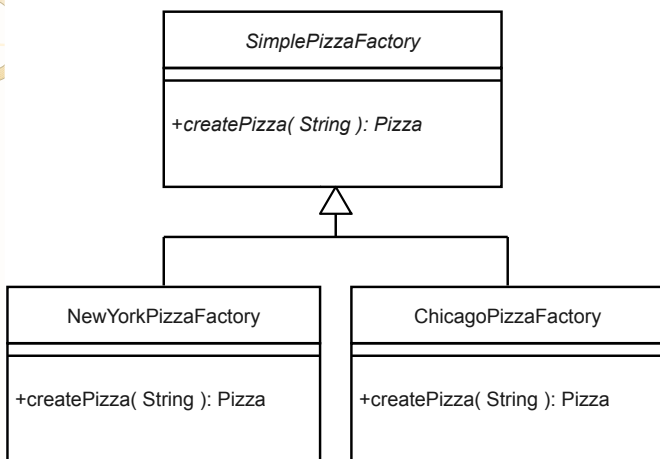 SimplePizzaFactory
+createPizza( String ): Pizza
NewYorkPizzaFactory
+createPizza( String ): Pizza
ChicagoPizzaFactory
+createPizza( String ): Pizza